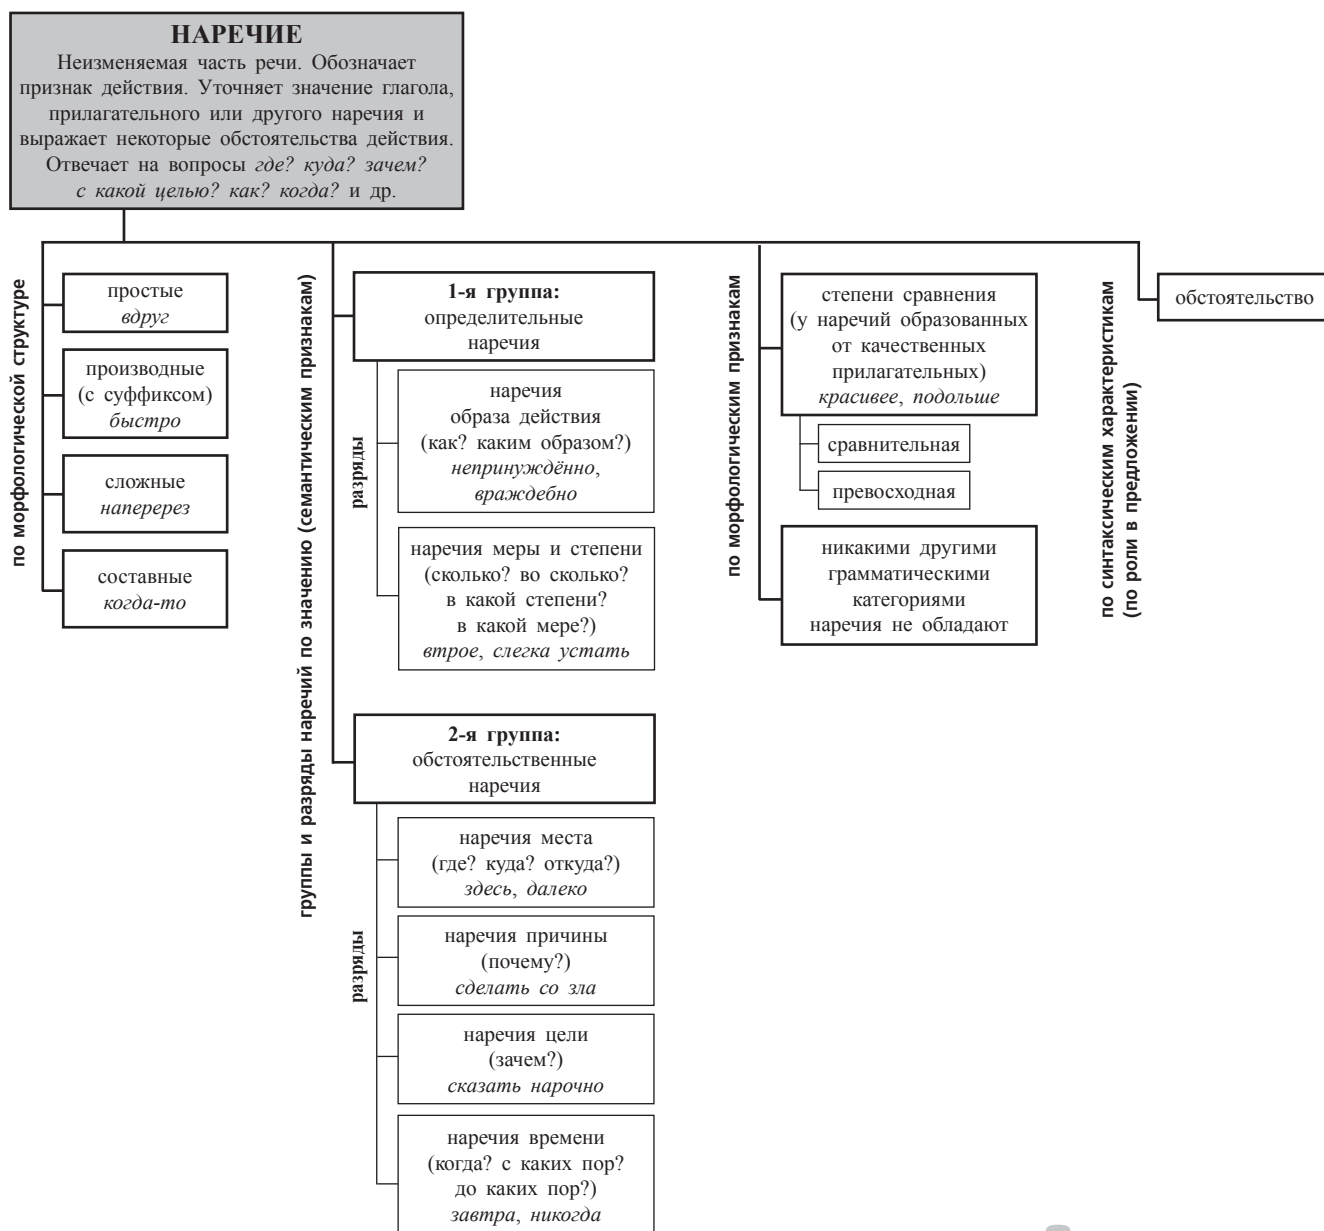 НАРЕЧИЕ
Неизменяемая часть речи. Обозначает
признак действия. Уточняет значение глагола,
прилагательного или другого наречия и
выражает некоторые обстоятельства действия.
Отвечает на вопросы где? куда? зачем?
с какой целью? как? когда? и др.
по морфологической структуре
простые
вдруг
производные
(с суффиксом)
быстро
сложные
наперерез
составные
когда-то
группы и разряды наречий по значению (семантическим признакам)
1-я группа:
определительные
наречия
разряды
наречия
образа действия
(как? каким образом?)
непринуждённо,
враждебно
наречия меры и степени
(сколько? во сколько?
в какой степени?
в какой мере?)
втрое, слегка устать
2-я группа:
обстоятельственные
наречия
разряды
наречия места
(где? куда? откуда?)
здесь, далеко
наречия причины
(почему?)
сделать со зла
наречия цели
(зачем?)
сказать нарочно
наречия времени
(когда? с каких пор?
до каких пор?)
завтра, никогда
по морфологическим признакам
степени сравнения
(у наречий образованных
от качественных
прилагательных)
красивее, подольше
сравнительная
превосходная
никакими другими
грамматическими
категориями
наречия не обладают
по синтаксическим характеристикам
(по роли в предложении)
обстоятельство